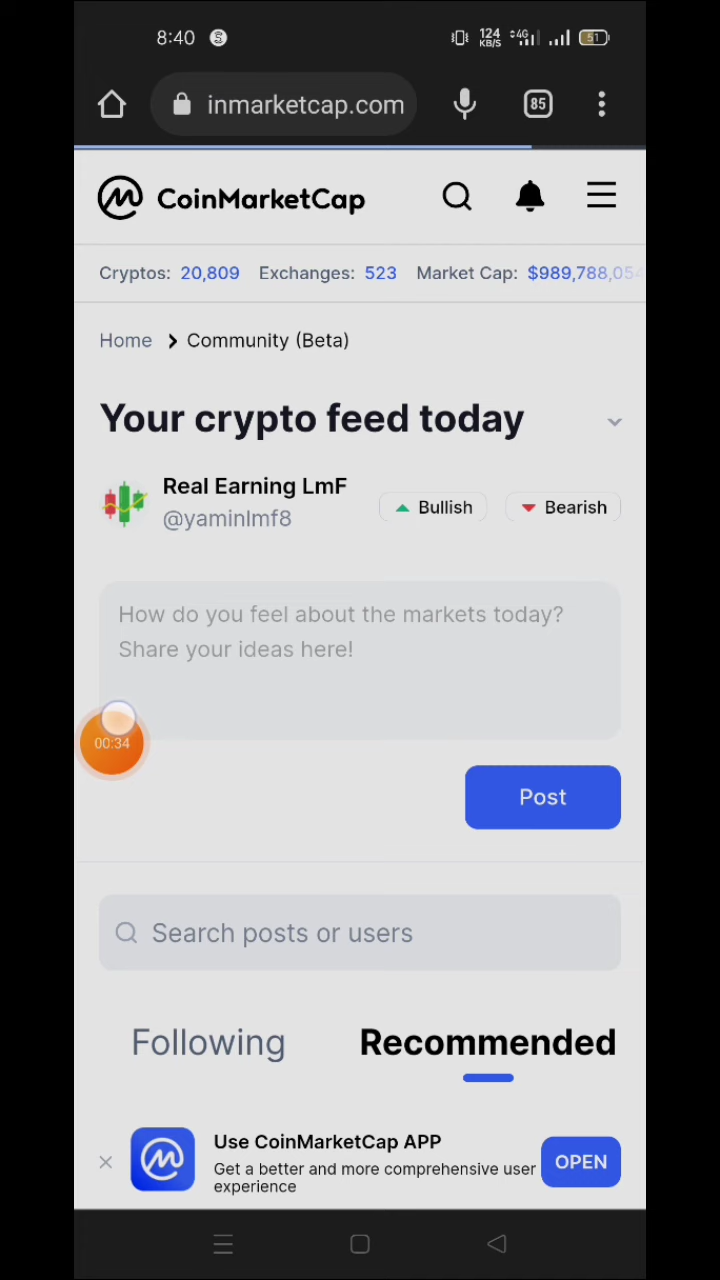 8:40
124
KB/S
4G
51
inmarketcap.com
85
CoinMarketCap
Cryptos: 20,809 Exchanges: 523 Market Cap: $989,788,054
Home Community (Beta)
Your crypto feed today
Real Earning LmF
@yaminlmf8
Bullish
Bearish
How do you feel about the markets today?
Share your ideas here!
00:34
Post
Search posts or users
Following
Recommended
Use CoinMarketCap APP
Get a better and more comprehensive user
experience
OPEN